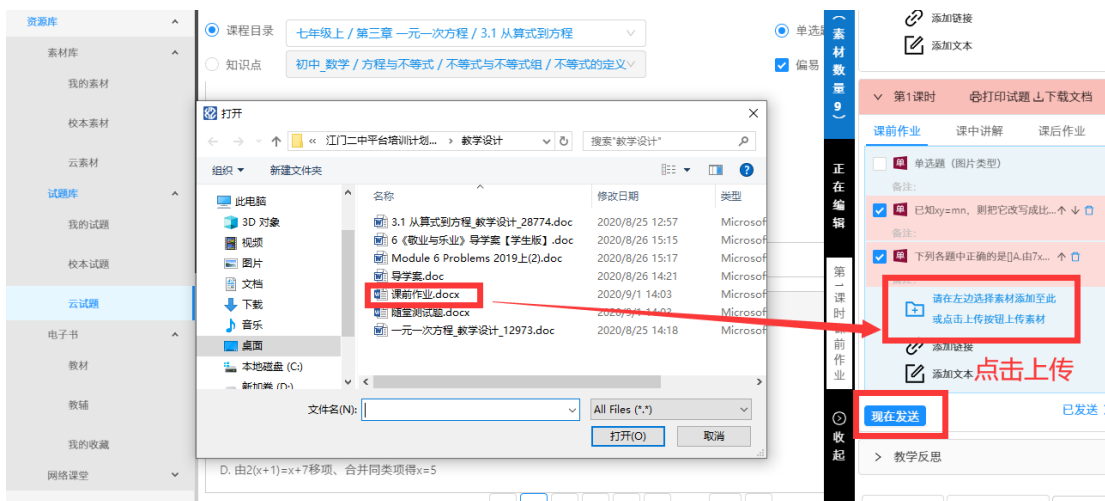 资源库
素材库
我的素材
校本素材
云素材
试题库
我的试题
校本试题
云试题
电子书
教材
教辅
我的收藏
网络课堂
课程目录
七年级上 / 第三章 一元一次方程 / 3.1 从算式到方程
单选题
知识点
初中_数学 / 方程与不等式 / 不等式与不等式组 / 不等式的定义
偏易
打开
« 江门二中平台培训计划... › 教学设计
搜索"教学设计"
组织
新建文件夹
此电脑
3D 对象
视频
图片
文档
下载
音乐
桌面
本地磁盘 (C:)
新加卷 (D:)
名称
修改日期
类型
3.1 从算式到方程_教学设计_28774.doc
2020/8/25 12:57
Microsof
6《敬业与乐业》导学案【学生版】.doc
2020/8/26 15:15
Microsof
Module 6 Problems 2019上(2).doc
2020/8/26 15:17
Microsof
导学案.doc
2020/8/26 14:21
Microsof
课前作业.docx
2020/9/1 14:03
Microsof
随堂测试题.docx
2020/9/1 14:03
Microsof
一元一次方程_教学设计_12973.doc
2020/8/25 14:18
Microsof
文件名(N):
All Files (*.*)
打开(O)
取消
D. 由2(x+1)=x+7移项、合并同类项得x=5
(素材数量9)
正在编辑
第1课时课前作业
收起
添加链接
添加文本
第1课时
打印试题
下载文档
课前作业
课中讲解
课后作业
单
单选题（图片类型）
备注:
单
已知xy=mn，则把它改写成比...
备注:
单
下列各题中正确的是[]A.由7x...
请在左边选择素材添加至此
或点击上传按钮上传素材
添加链接
添加文本
点击上传
现在发送
已发送
教学反思